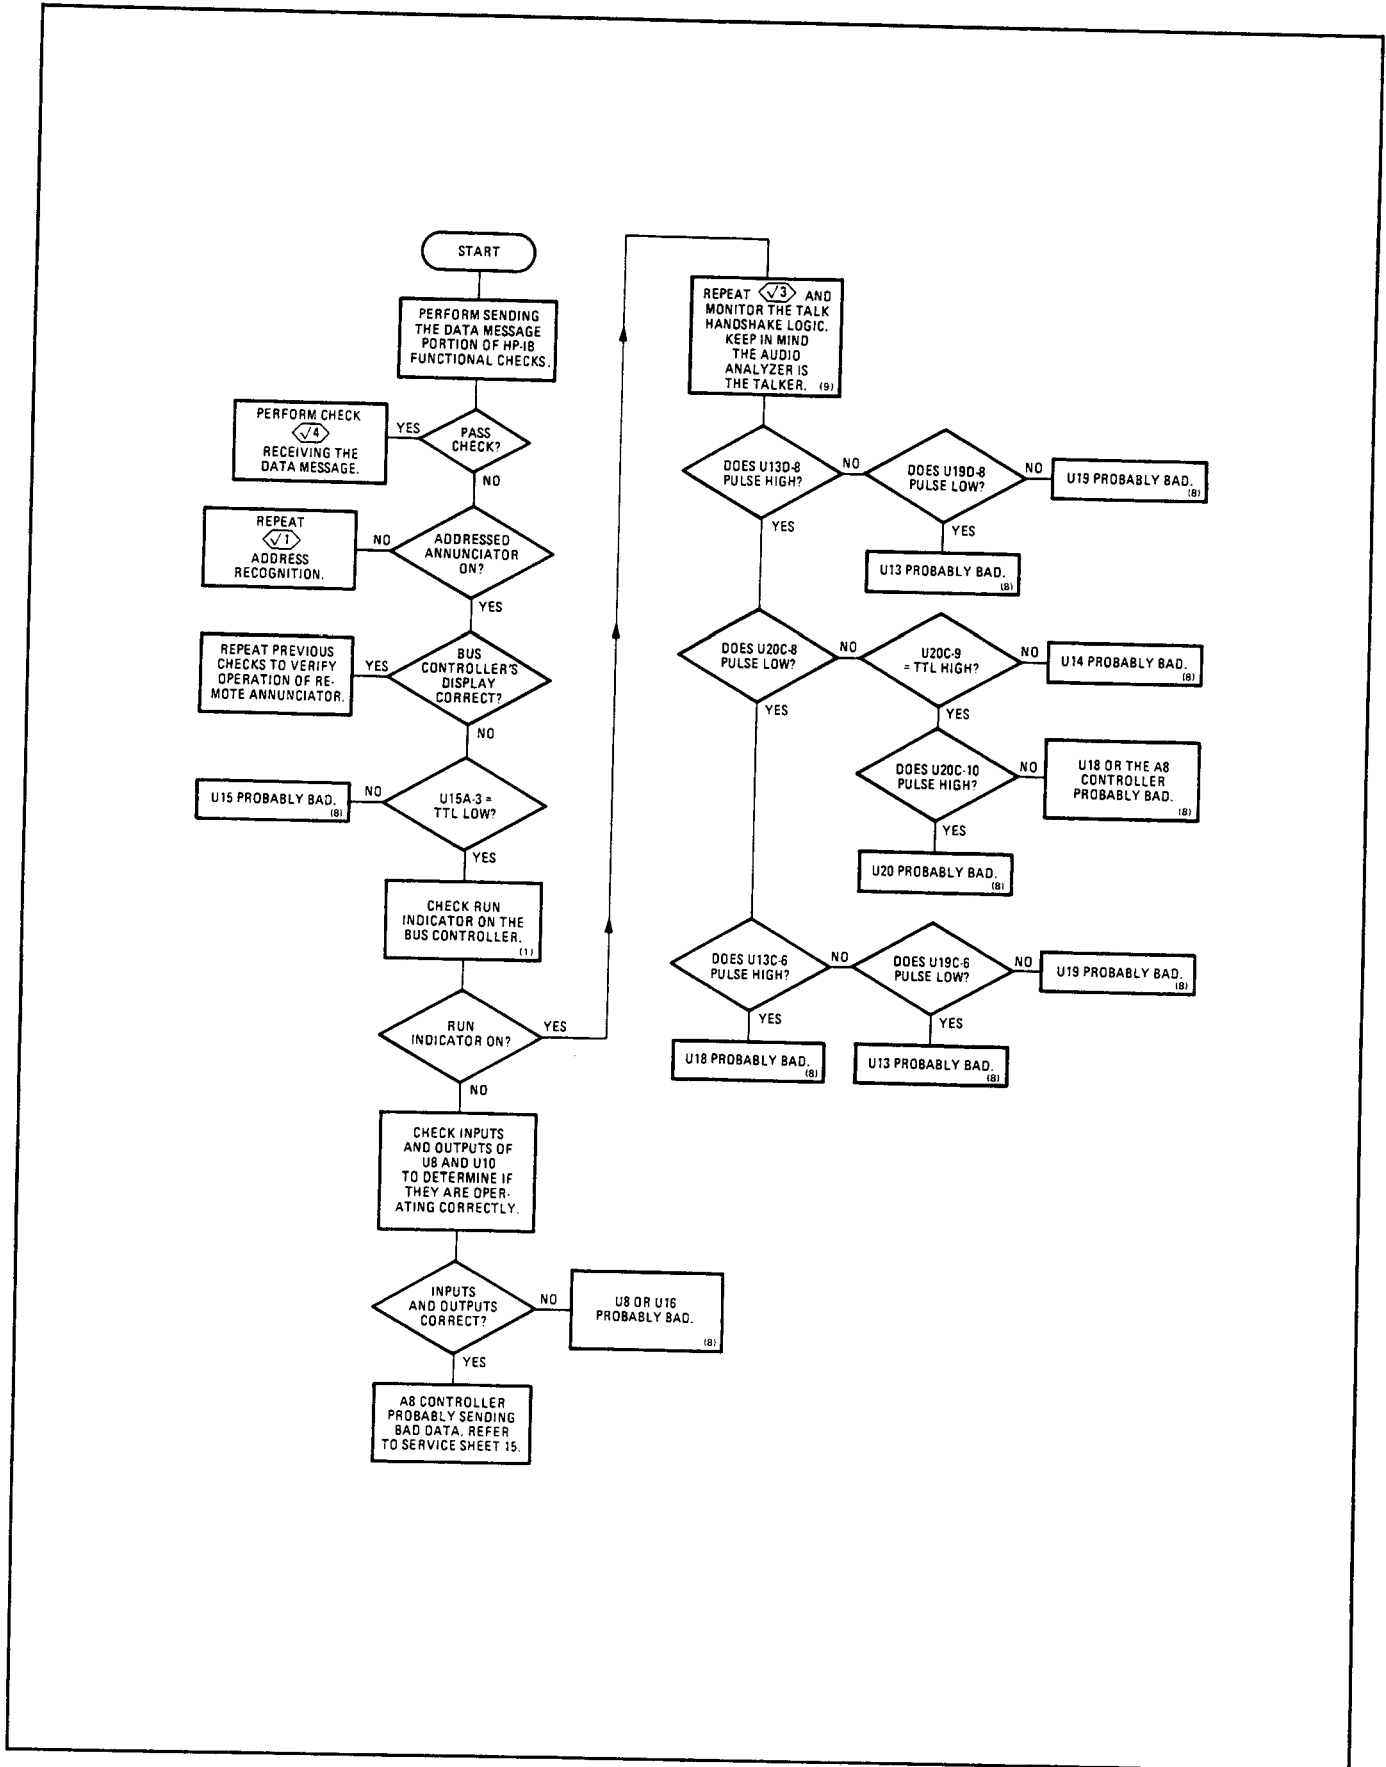 START
PERFORM SENDING
THE DATA MESSAGE
PORTION OF HP-IB
FUNCTIONAL CHECKS.
PASS
CHECK?
YES
PERFORM CHECK
√4
RECEIVING THE
DATA MESSAGE.
NO
ADDRESSED
ANNUNCIATOR
ON?
NO
REPEAT
√1
ADDRESS
RECOGNITION.
YES
BUS
CONTROLLER'S
DISPLAY
CORRECT?
YES
REPEAT PREVIOUS
CHECKS TO VERIFY
OPERATION OF RE-
MOTE ANNUNCIATOR.
NO
U15A-3 =
TTL LOW?
NO
U15 PROBABLY BAD.
(8)
YES
CHECK RUN
INDICATOR ON THE
BUS CONTROLLER.
(1)
RUN
INDICATOR ON?
YES
NO
CHECK INPUTS
AND OUTPUTS OF
U8 AND U10
TO DETERMINE IF
THEY ARE OPER-
ATING CORRECTLY.
INPUTS
AND OUTPUTS
CORRECT?
NO
U8 OR U16
PROBABLY BAD.
(8)
YES
A8 CONTROLLER
PROBABLY SENDING
BAD DATA. REFER
TO SERVICE SHEET 15.
REPEAT √3 AND
MONITOR THE TALK
HANDSHAKE LOGIC.
KEEP IN MIND
THE AUDIO
ANALYZER IS
THE TALKER. (9)
DOES U13D-8
PULSE HIGH?
NO
DOES U19D-8
PULSE LOW?
NO
U19 PROBABLY BAD.
(8)
YES
U13 PROBABLY BAD.
(8)
YES
DOES U20C-8
PULSE LOW?
NO
U20C-9
= TTL HIGH?
NO
U14 PROBABLY BAD.
(8)
YES
DOES U20C-10
PULSE HIGH?
NO
U18 OR THE A8
CONTROLLER
PROBABLY BAD.
(8)
YES
U20 PROBABLY BAD.
(8)
YES
DOES U13C-6
PULSE HIGH?
NO
DOES U19C-6
PULSE LOW?
NO
U19 PROBABLY BAD.
(8)
YES
U13 PROBABLY BAD.
(8)
YES
U18 PROBABLY BAD.
(8)